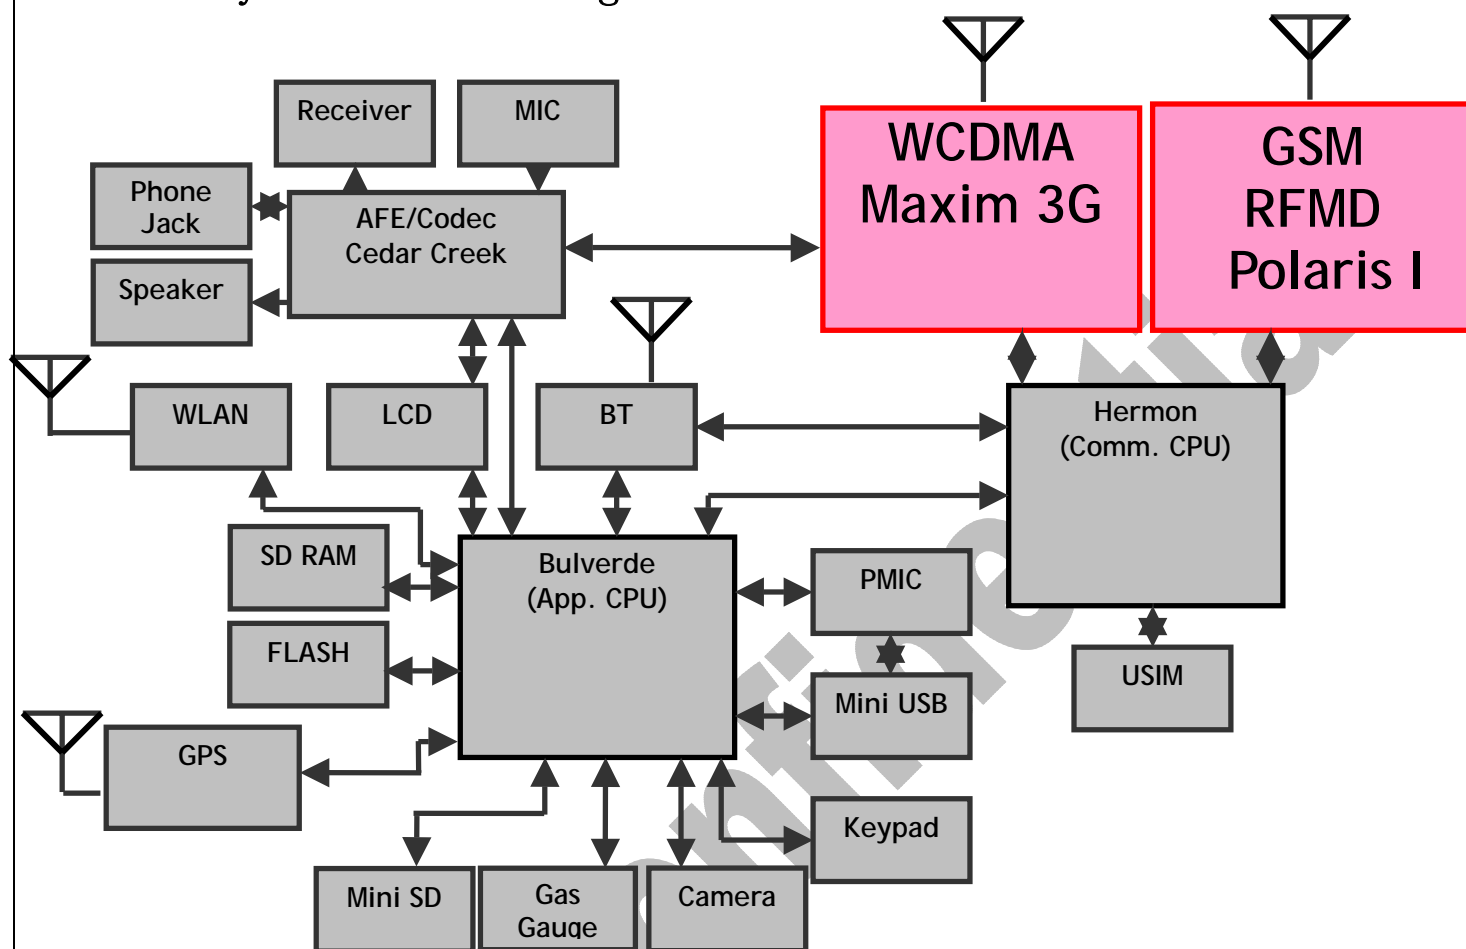 Receiver
MIC
WCDMA
Maxim 3G
GSM
RFMD
Polaris I
Phone
Jack
AFE/Codec
Cedar Creek
Speaker
WLAN
LCD
BT
Hermon
(Comm. CPU)
SD RAM
Bulverde
(App. CPU)
PMIC
FLASH
Mini USB
USIM
GPS
Keypad
Mini SD
Gas
Gauge
Camera